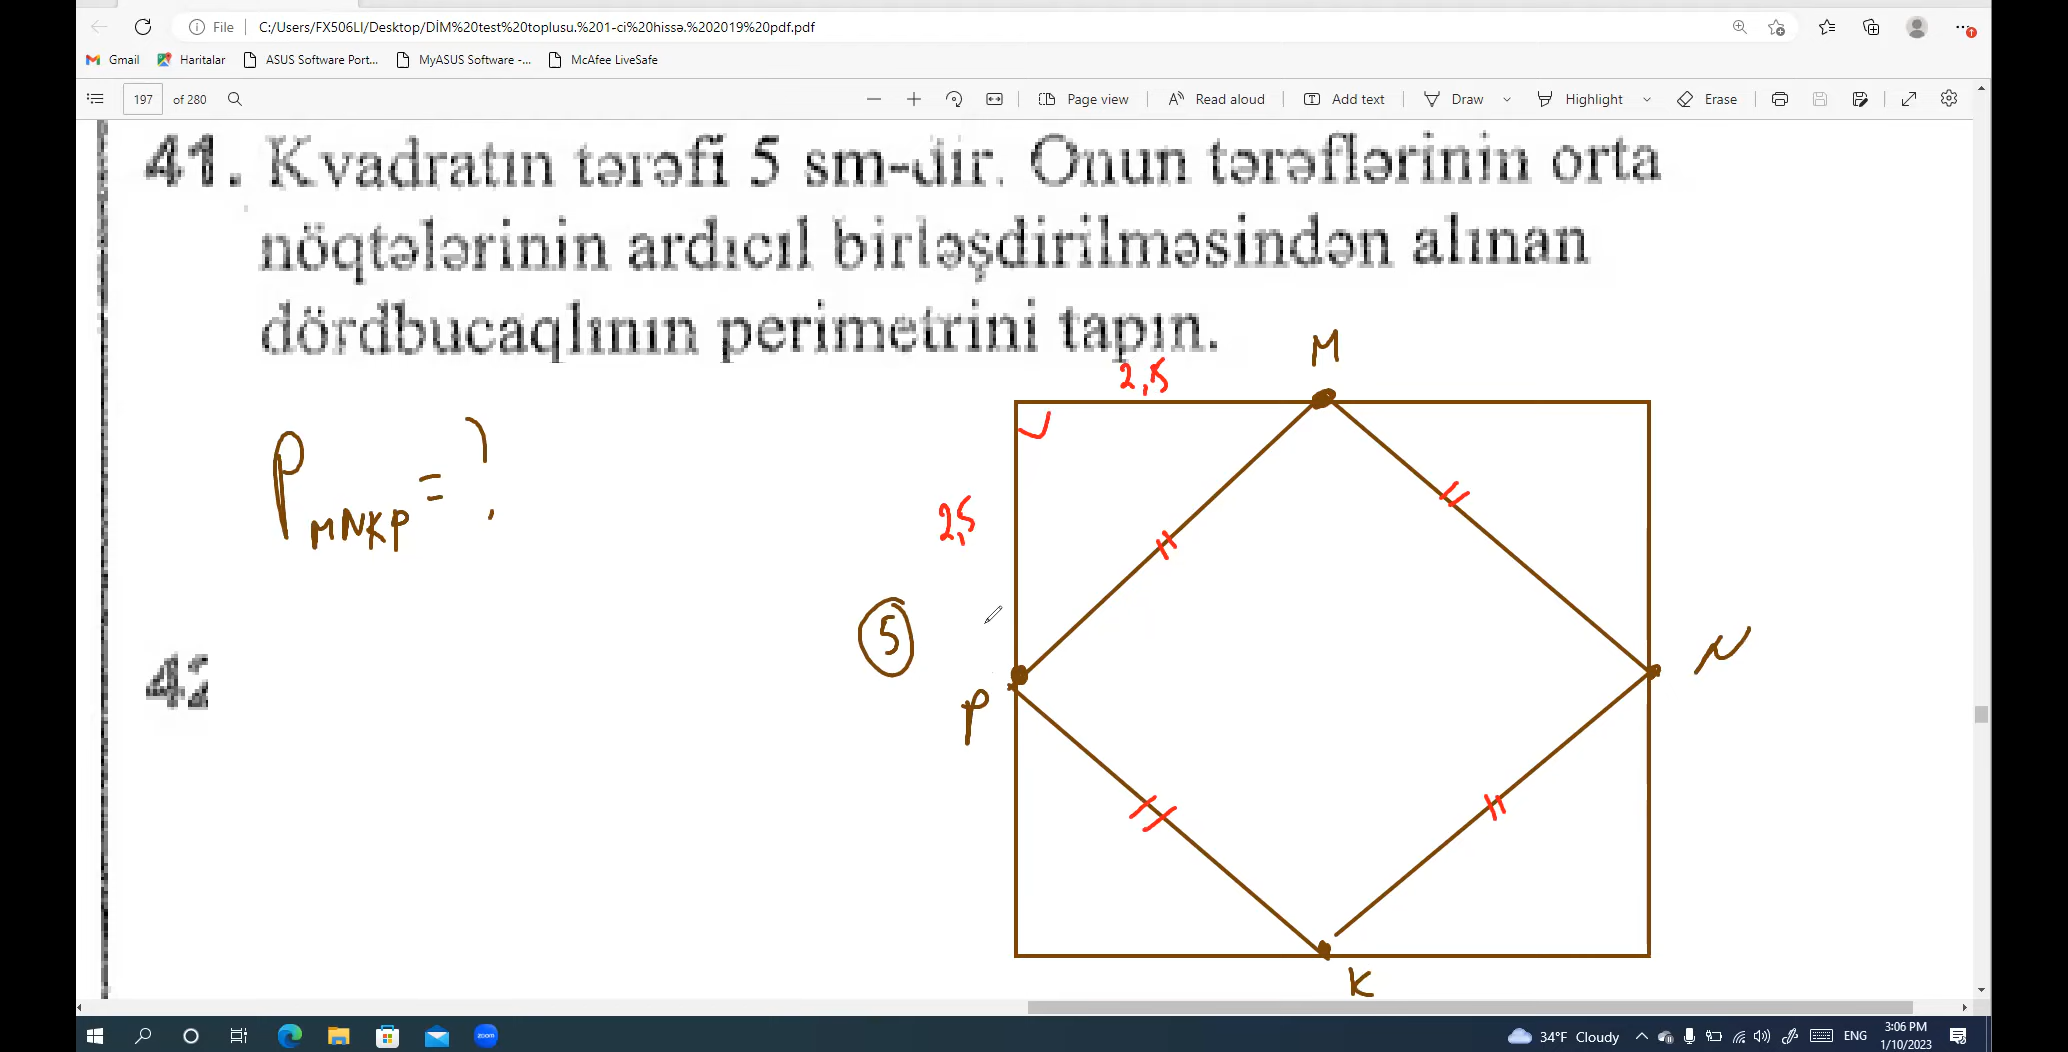 File C:/Users/FX506LI/Desktop/DİM%20test%20toplusu.%201-ci%20hissə.%202019%20pdf.pdf
Gmail Haritalar ASUS Software Port... MyASUS Software -... McAfee LiveSafe
197 of 280 Page view Read aloud Add text Draw Highlight Erase
41. Kvadratın tərəfi 5 sm-dir. Onun tərəflərinin orta
nöqtələrinin ardıcıl birləşdirilməsindən alınan
dördbucaqlının perimetrini tapın.
M
2,5
P MNKP = ?
2,5
5
N
P
42
K
zoom 34°F Cloudy ENG 3:06 PM
1/10/2023